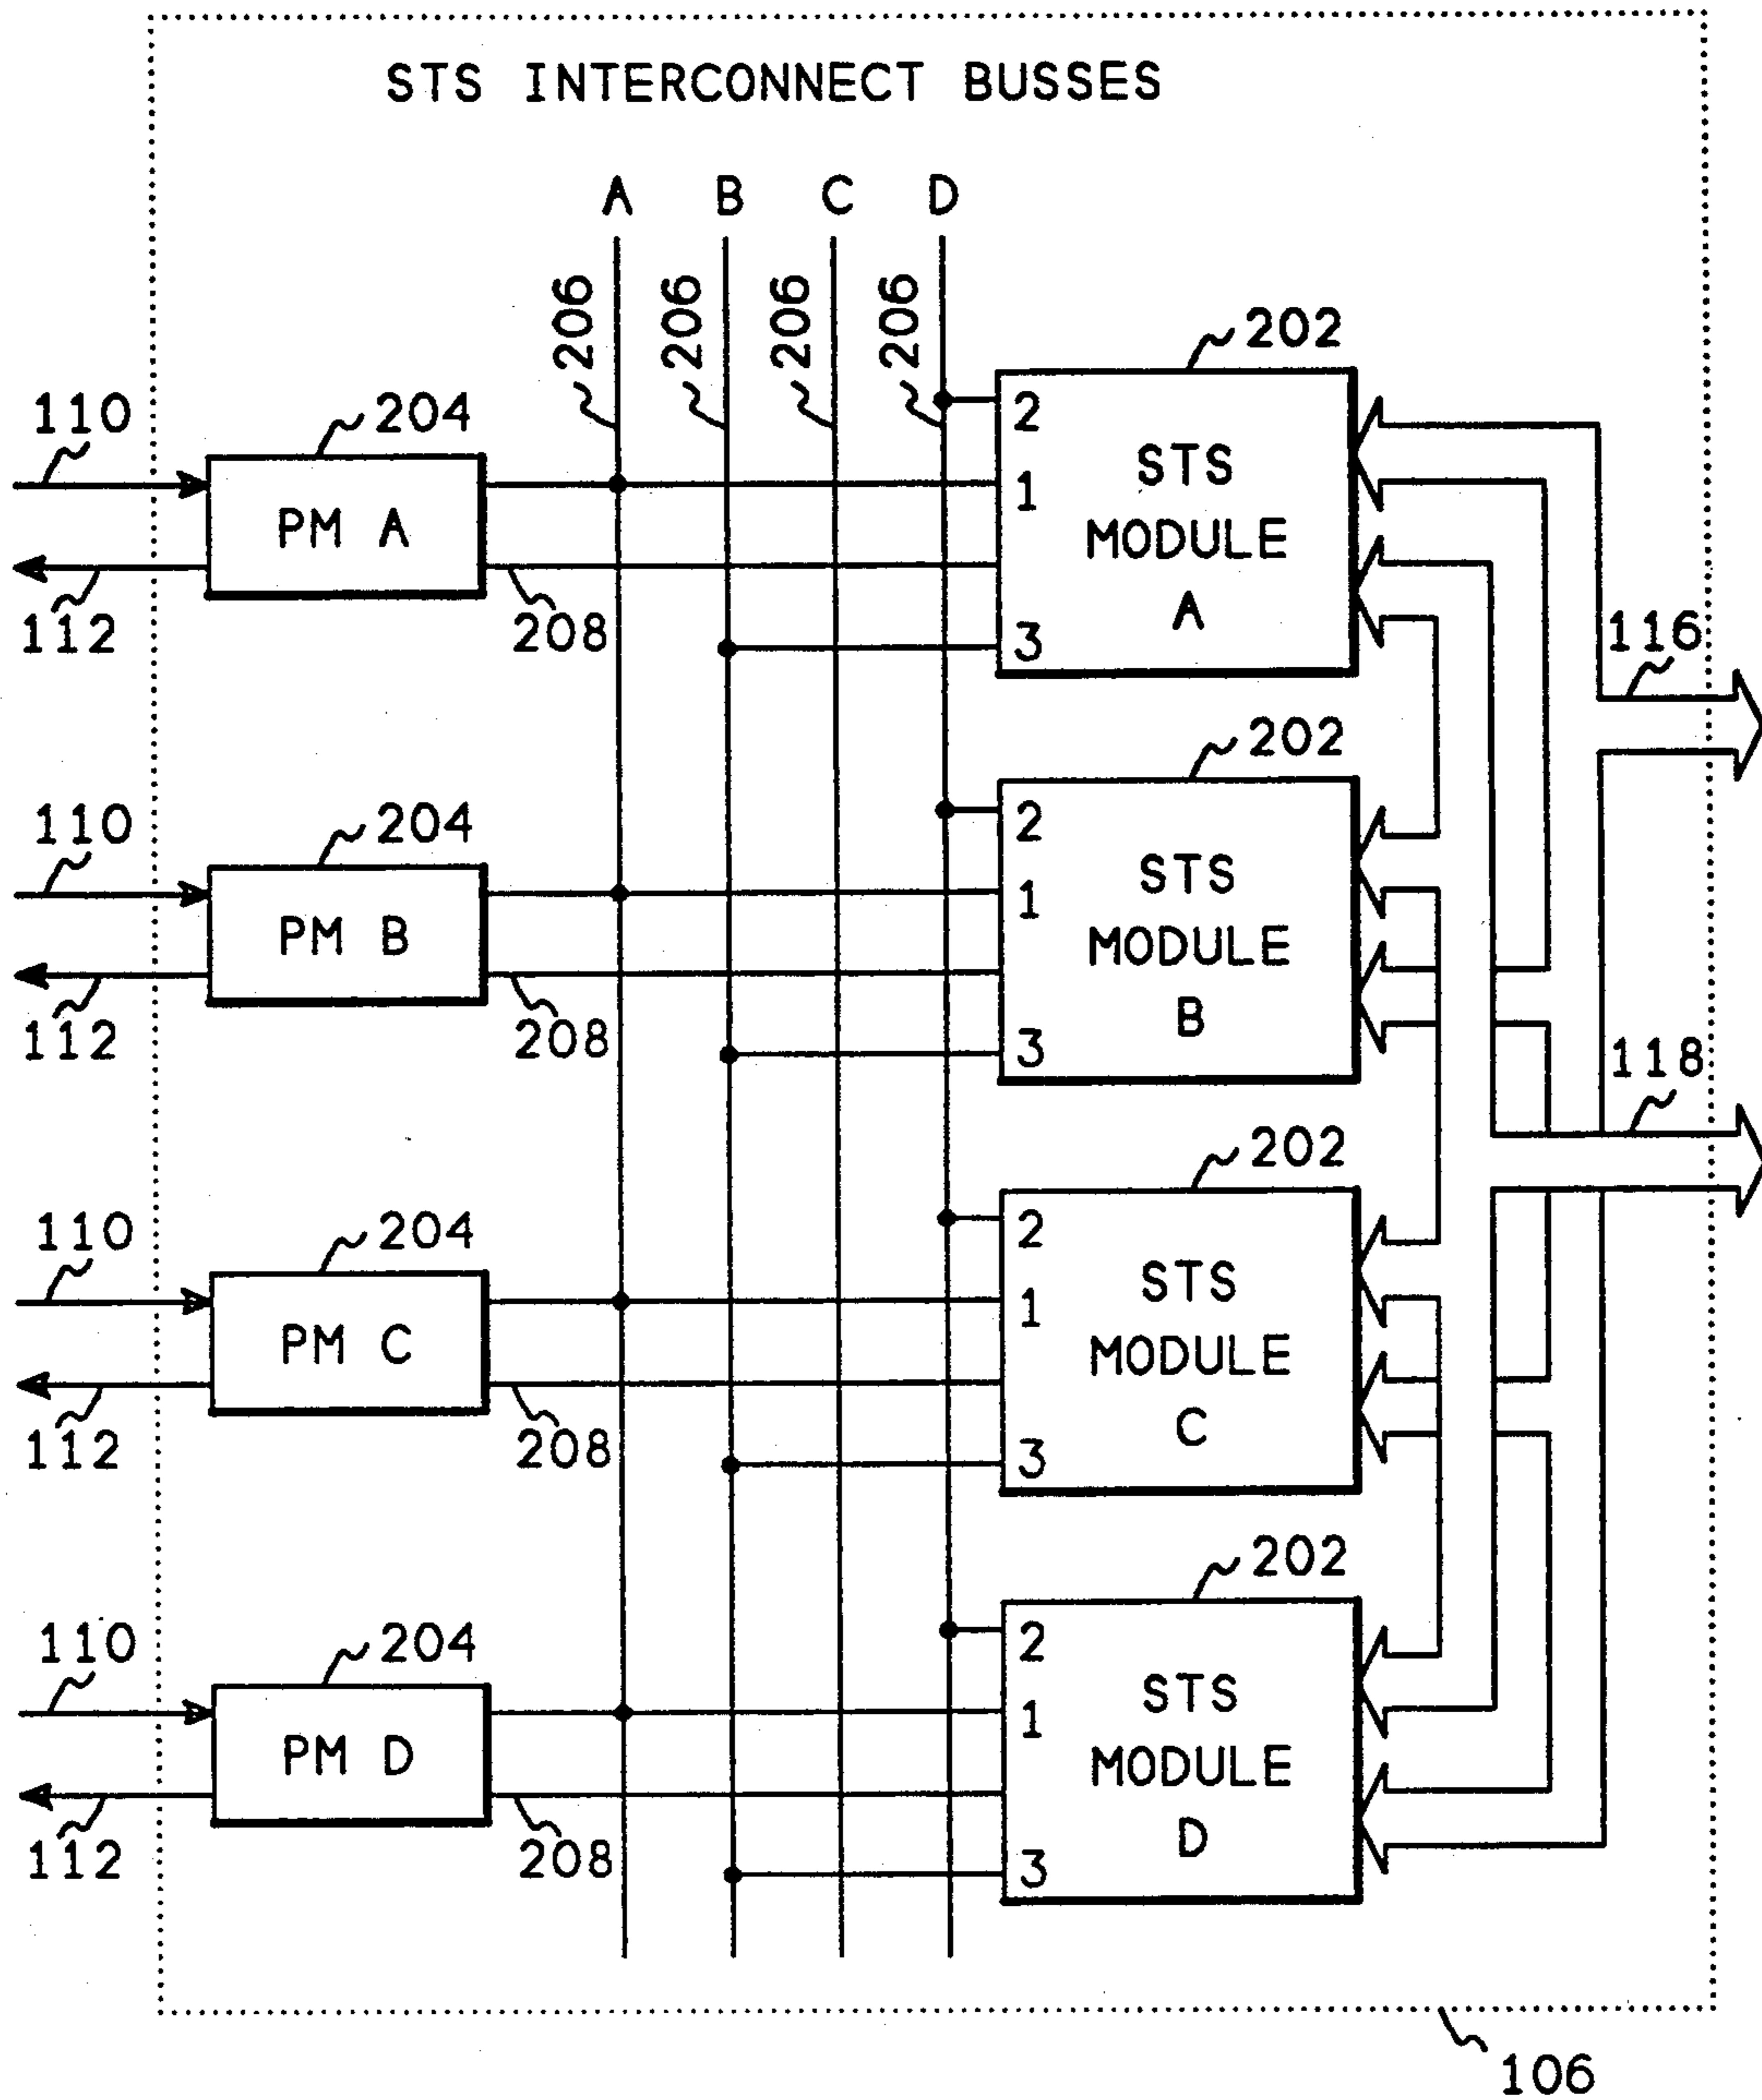 STS INTERCONNECT BUSSES
A B C D
206 206 206 206
202
2
1
3
STS
MODULE
A
110
204
PM A
112
208
116
202
2
1
3
STS
MODULE
B
110
204
PM B
112
208
118
202
2
1
3
STS
MODULE
C
110
204
PM C
112
208
202
2
1
3
STS
MODULE
D
110
204
PM D
112
208
106